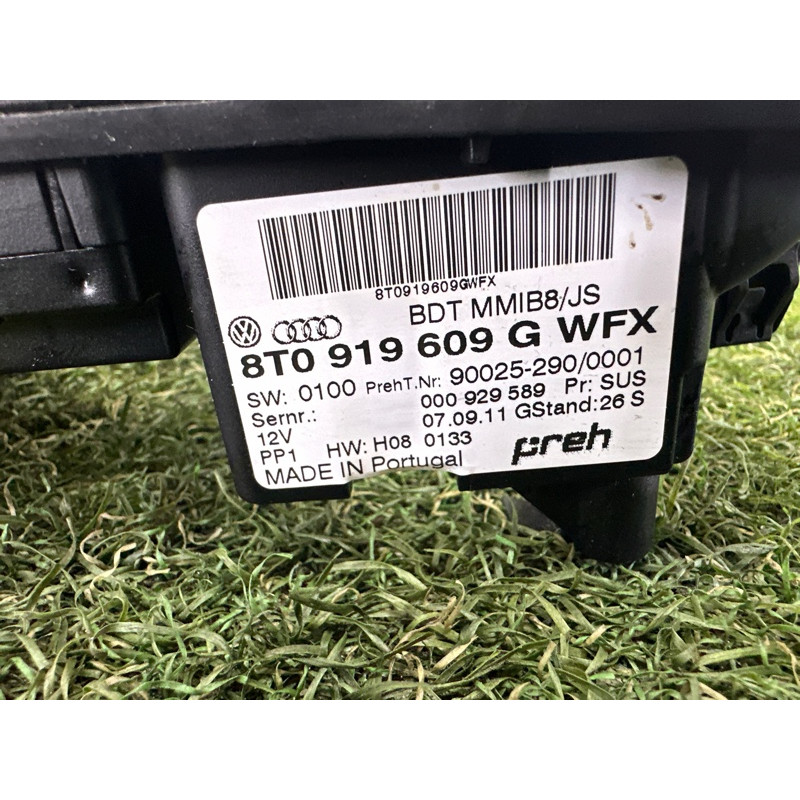 8T0919609GWFX
BDT MMIB8/JS
8T0 919 609 G WFX
SW: 0100 PrehT.Nr: 90025-290/0001
Sernr.: 000 929 589 Pr: SUS
12V 07.09.11 GStand:26 S
PP1 HW: H08 0133 preh
MADE IN Portugal